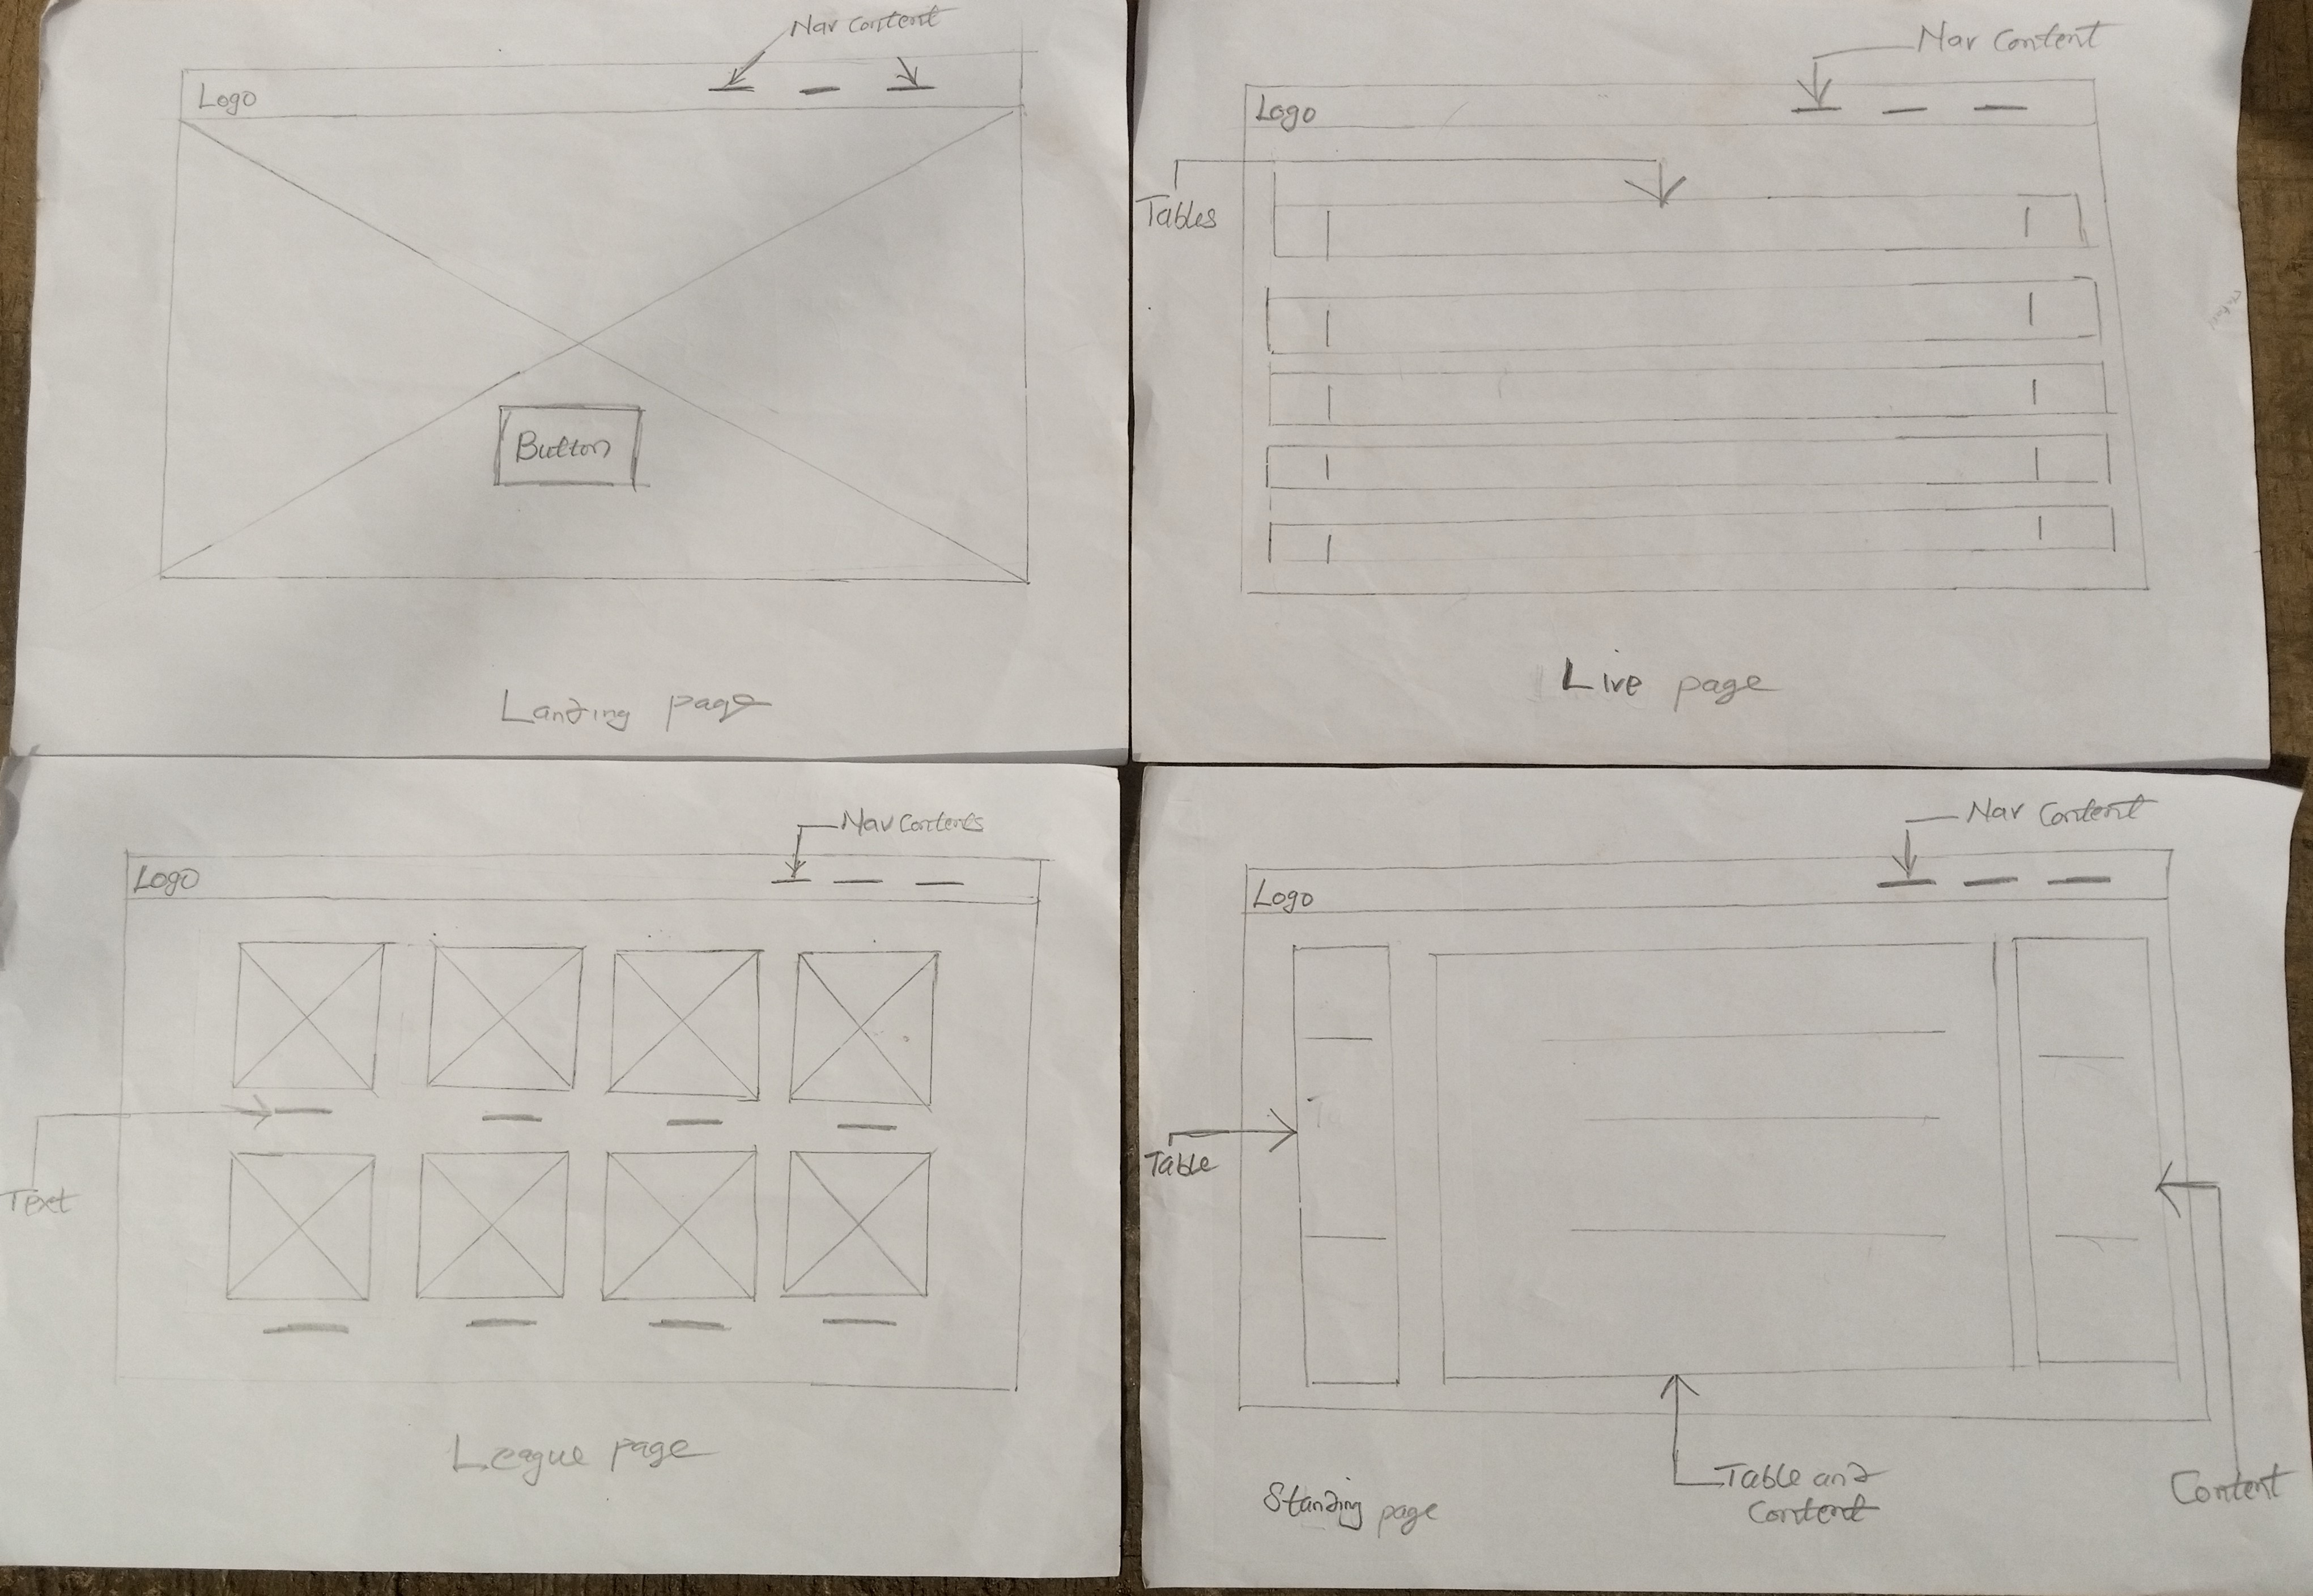 Nav Content
Logo
Button
Landing page
Nav Content
Logo
Tables
Live page
Nav Contents
Logo
Text
League page
Nav Content
Logo
Table
Table and
Content
Content
Standing page